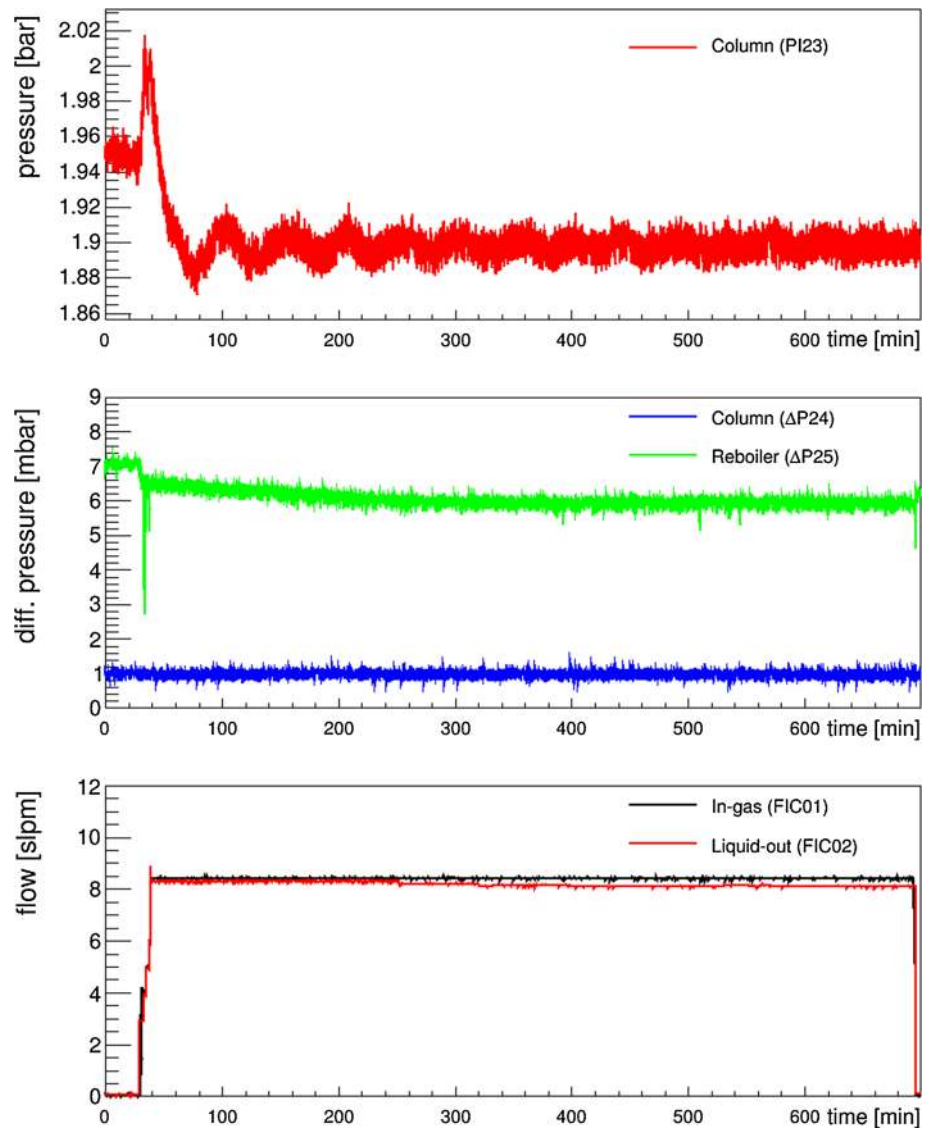 pressure [bar]
2.02
2
1.98
1.96
1.94
1.92
1.9
1.88
1.86
Column (PI23)
0 100 200 300 400 500 600 time [min]
diff. pressure [mbar]
9
8
7
6
5
4
3
2
1
0
Column (ΔP24)
Reboiler (ΔP25)
0 100 200 300 400 500 600 time [min]
flow [slpm]
12
10
8
6
4
2
0
In-gas (FIC01)
Liquid-out (FIC02)
0 100 200 300 400 500 600 time [min]